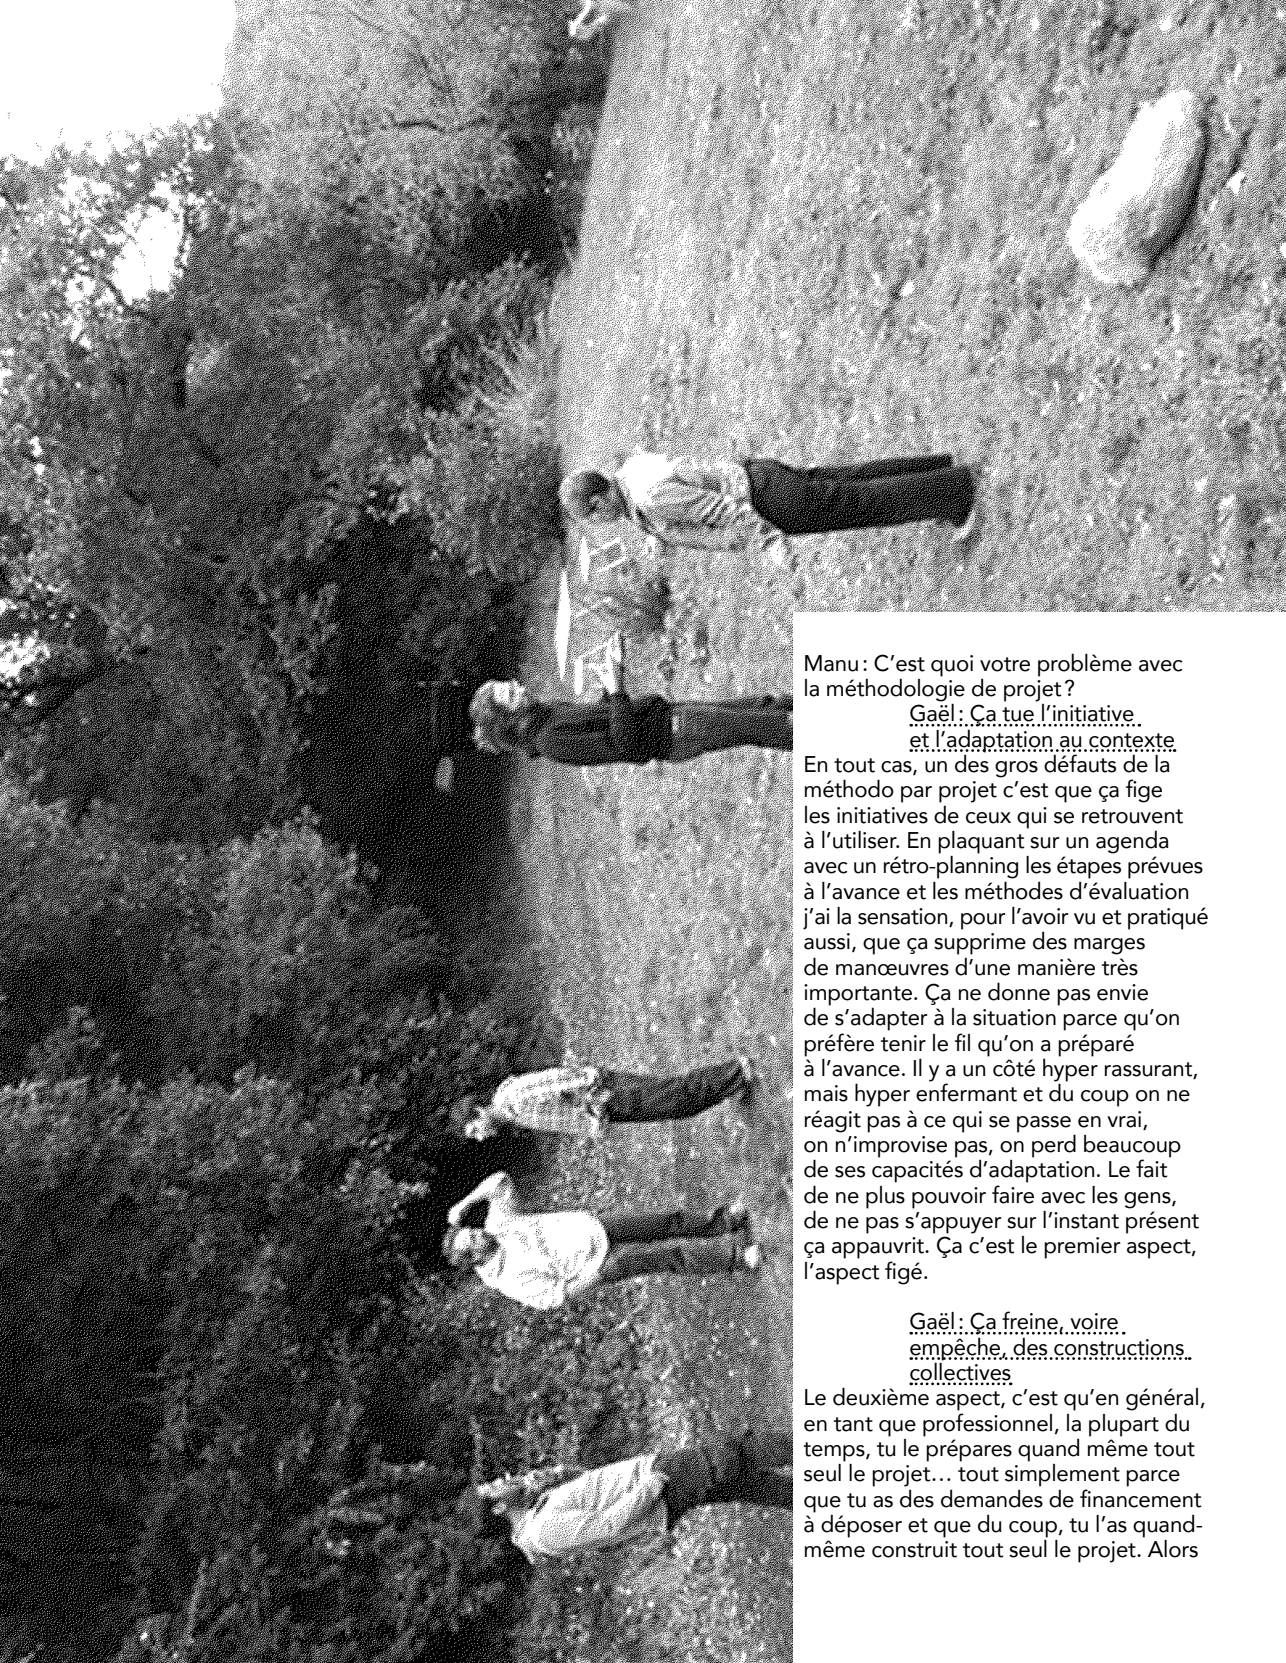 Manu : C’est quoi votre problème avec
la méthodologie de projet ?
Gaël : Ça tue l’initiative
et l’adaptation au contexte
En tout cas, un des gros défauts de la
méthodo par projet c’est que ça fige
les initiatives de ceux qui se retrouvent
à l’utiliser. En plaquant sur un agenda
avec un rétro-planning les étapes prévues
à l’avance et les méthodes d’évaluation
j’ai la sensation, pour l’avoir vu et pratiqué
aussi, que ça supprime des marges
de manœuvres d’une manière très
importante. Ça ne donne pas envie
de s’adapter à la situation parce qu’on
préfère tenir le fil qu’on a préparé
à l’avance. Il y a un côté hyper rassurant,
mais hyper enfermant et du coup on ne
réagit pas à ce qui se passe en vrai,
on n’improvise pas, on perd beaucoup
de ses capacités d’adaptation. Le fait
de ne plus pouvoir faire avec les gens,
de ne pas s’appuyer sur l’instant présent
ça appauvrit. Ça c’est le premier aspect,
l’aspect figé.
Gaël : Ça freine, voire
empêche, des constructions
collectives
Le deuxième aspect, c’est qu’en général,
en tant que professionnel, la plupart du
temps, tu le prépares quand même tout
seul le projet… tout simplement parce
que tu as des demandes de financement
à déposer et que du coup, tu l’as quand-
même construit tout seul le projet. Alors